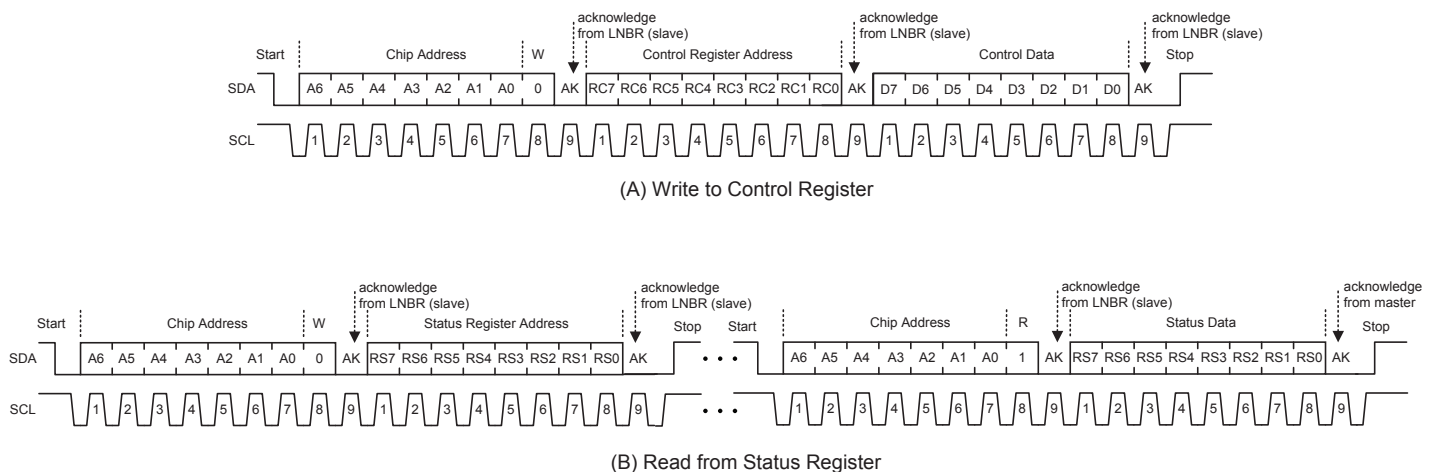 acknowledge acknowledge acknowledge
from LNBR (slave) from LNBR (slave) from LNBR (slave)
Start Chip Address W Control Register Address Control Data Stop
SDA A6 A5 A4 A3 A2 A1 A0 0 AK RC7 RC6 RC5 RC4 RC3 RC2 RC1 RC0 AK D7 D6 D5 D4 D3 D2 D1 D0 AK
SCL 1 2 3 4 5 6 7 8 9 1 2 3 4 5 6 7 8 9 1 2 3 4 5 6 7 8 9
(A) Write to Control Register
acknowledge acknowledge acknowledge acknowledge
from LNBR (slave) from LNBR (slave) from LNBR (slave) from master
Start Chip Address W Status Register Address Stop Start Chip Address R Status Data Stop
SDA A6 A5 A4 A3 A2 A1 A0 0 AK RS7 RS6 RS5 RS4 RS3 RS2 RS1 RS0 AK • • • A6 A5 A4 A3 A2 A1 A0 1 AK RS7 RS6 RS5 RS4 RS3 RS2 RS1 RS0 AK
SCL 1 2 3 4 5 6 7 8 9 1 2 3 4 5 6 7 8 9 • • • 1 2 3 4 5 6 7 8 9 1 2 3 4 5 6 7 8 9
(B) Read from Status Register